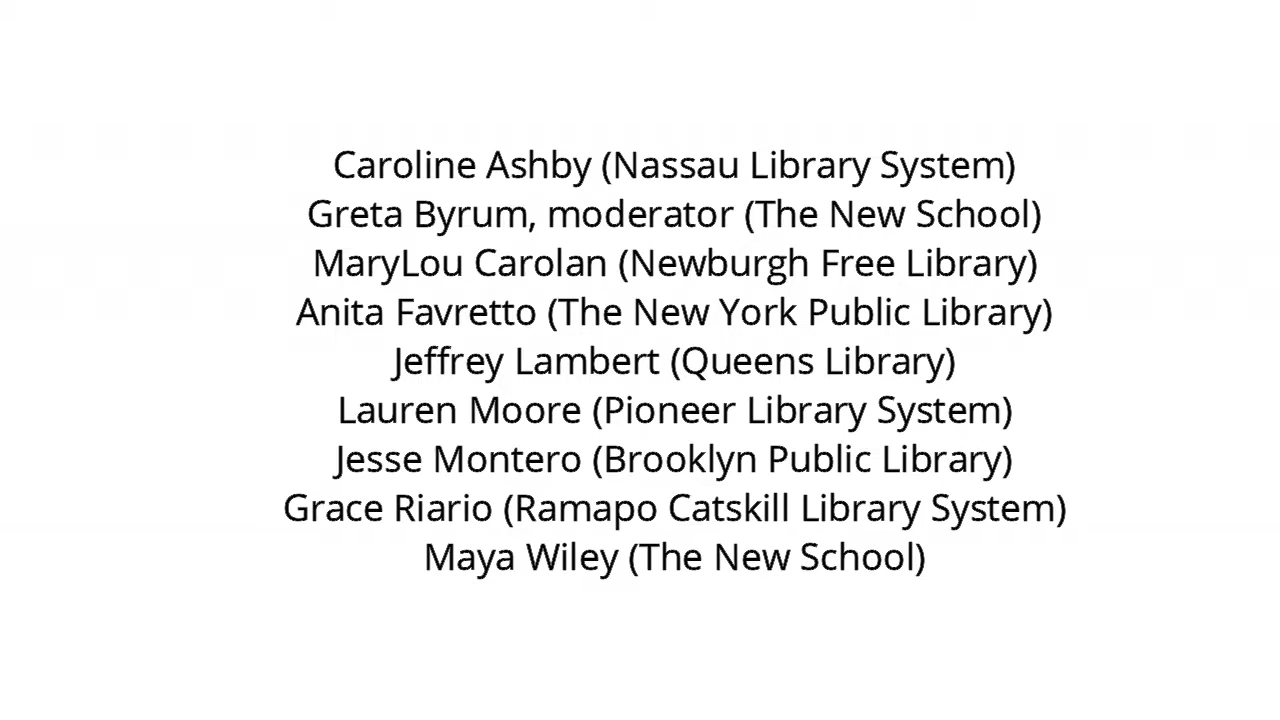 Caroline Ashby (Nassau Library System)
Greta Byrum, moderator (The New School)
MaryLou Carolan (Newburgh Free Library)
Anita Favretto (The New York Public Library)
Jeffrey Lambert (Queens Library)
Lauren Moore (Pioneer Library System)
Jesse Montero (Brooklyn Public Library)
Grace Riario (Ramapo Catskill Library System)
Maya Wiley (The New School)